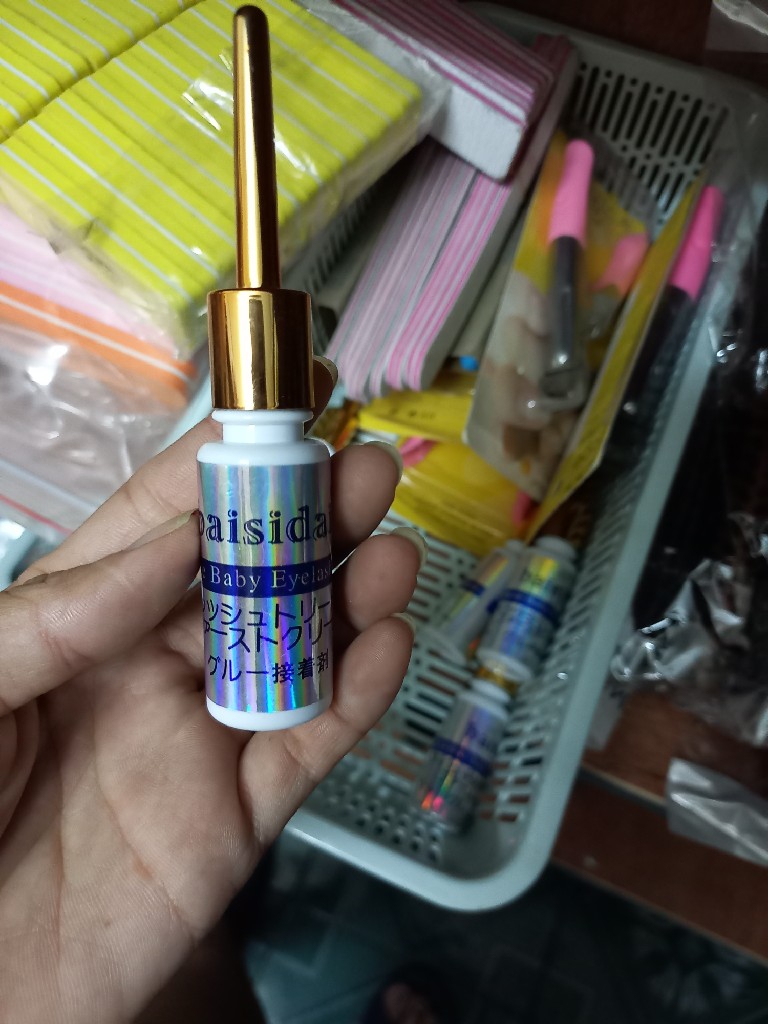 paisida
Baby Eyelas
ッシュトリー
ァーストクリー
グルー接着剤